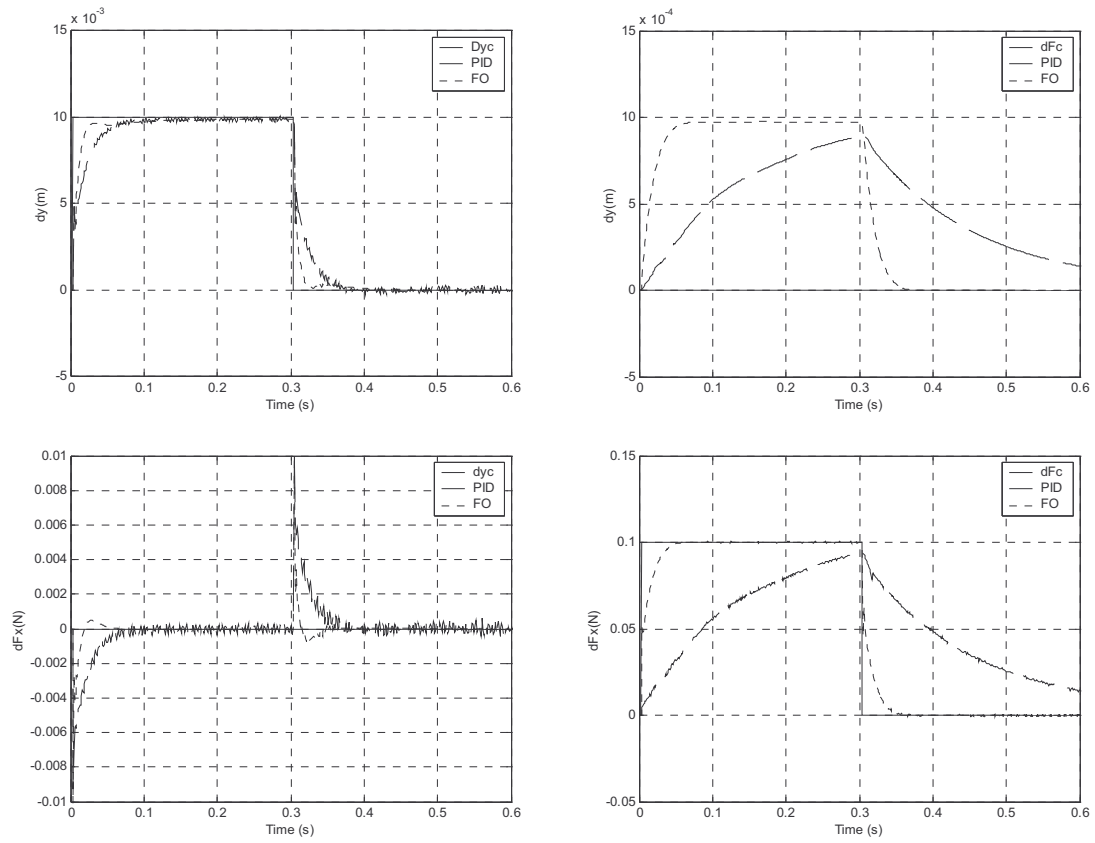 x 10-3
15
10
5
0
-5
dy(m)
0 0.1 0.2 0.3 0.4 0.5 0.6
Time (s)
Dyc
PID
FO
x 10-4
15
10
5
0
-5
dy(m)
0 0.1 0.2 0.3 0.4 0.5 0.6
Time (s)
dFc
PID
FO
0.01
0.008
0.006
0.004
0.002
0
-0.002
-0.004
-0.006
-0.008
-0.01
dFx(N)
0 0.1 0.2 0.3 0.4 0.5 0.6
Time (s)
dyc
PID
FO
0.15
0.1
0.05
0
-0.05
dFx(N)
0 0.1 0.2 0.3 0.4 0.5 0.6
Time (s)
dFc
PID
FO